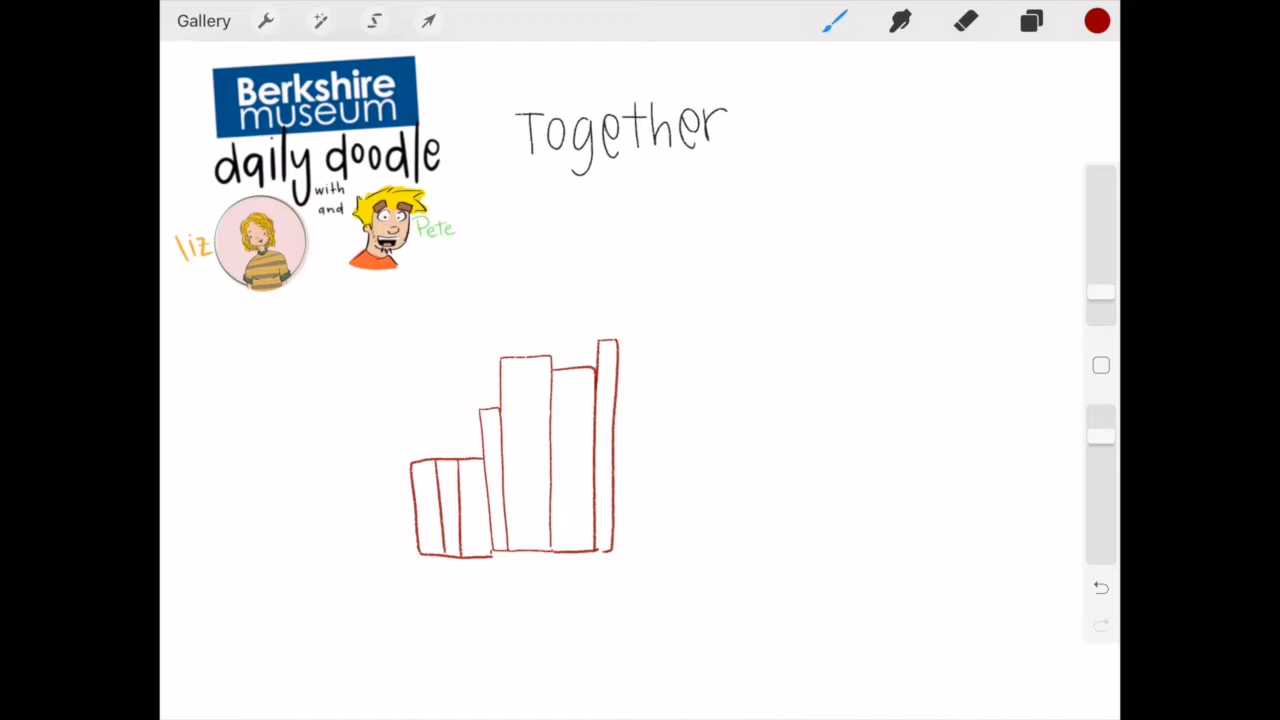 Gallery
Berkshire
museum
daily doodle
with
and
liz
Pete
Together